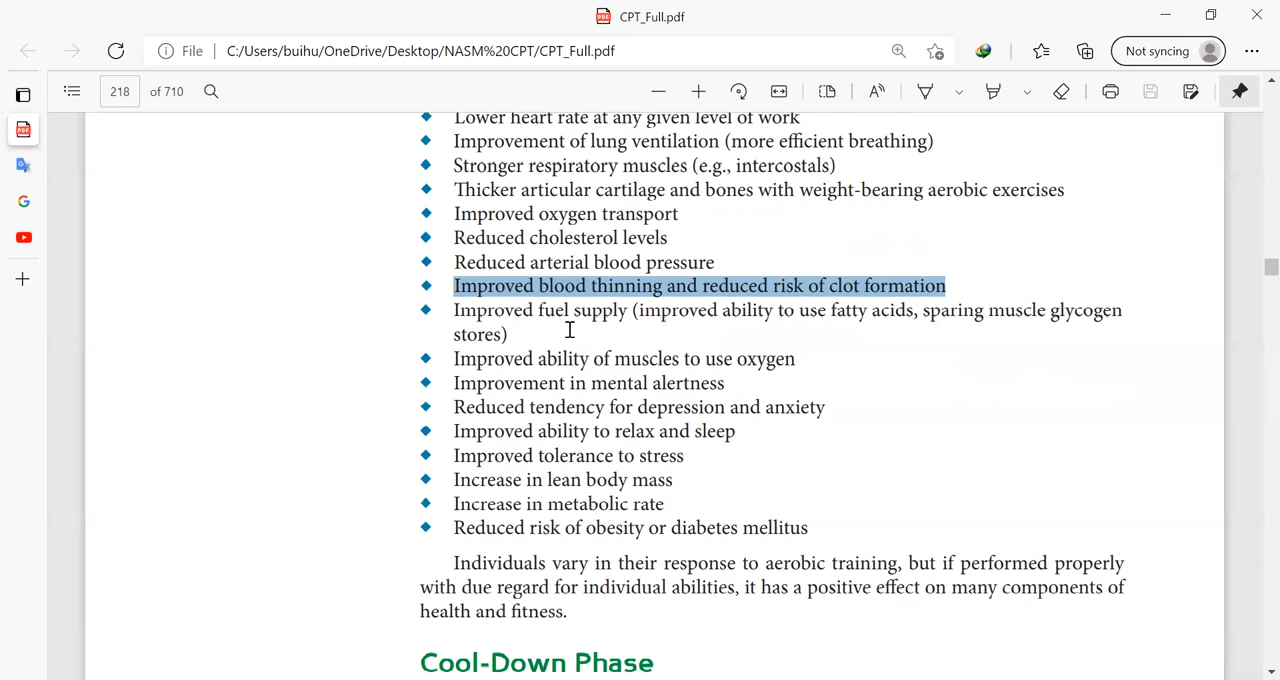 CPT_Full.pdf
File C:/Users/buihu/OneDrive/Desktop/NASM%20CPT/CPT_Full.pdf
Not syncing
218 of 710
Lower heart rate at any given level of work
Improvement of lung ventilation (more efficient breathing)
Stronger respiratory muscles (e.g., intercostals)
Thicker articular cartilage and bones with weight-bearing aerobic exercises
Improved oxygen transport
Reduced cholesterol levels
Reduced arterial blood pressure
Improved blood thinning and reduced risk of clot formation
Improved fuel supply (improved ability to use fatty acids, sparing muscle glycogen
stores)
Improved ability of muscles to use oxygen
Improvement in mental alertness
Reduced tendency for depression and anxiety
Improved ability to relax and sleep
Improved tolerance to stress
Increase in lean body mass
Increase in metabolic rate
Reduced risk of obesity or diabetes mellitus
Individuals vary in their response to aerobic training, but if performed properly
with due regard for individual abilities, it has a positive effect on many components of
health and fitness.
Cool-Down Phase